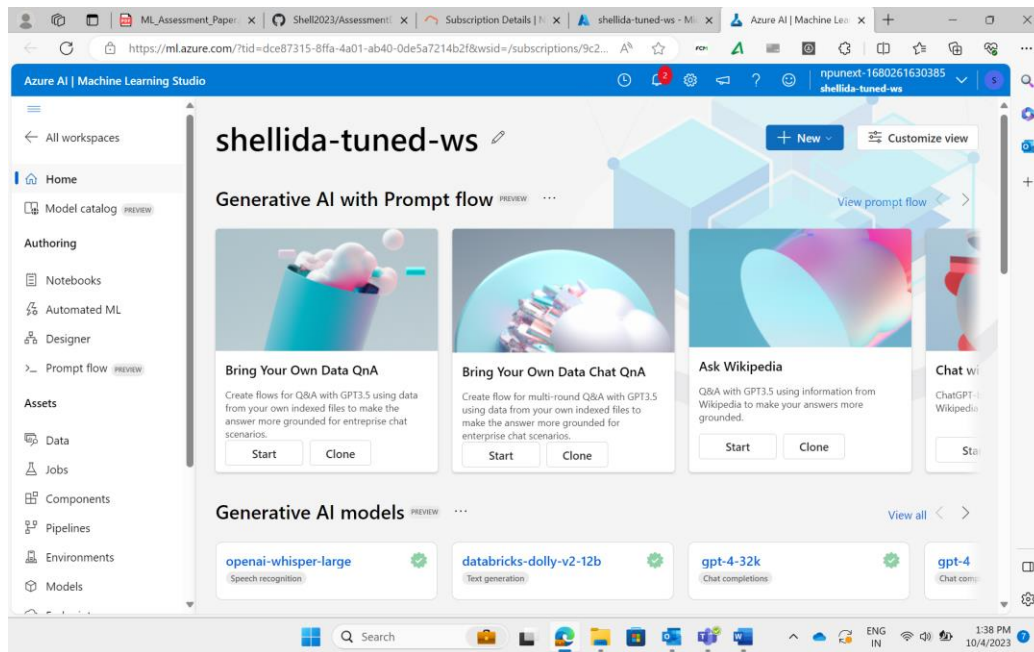 ML_Assessment_Paper
Shell2023/Assessment
Subscription Details | N
shellida-tuned-ws - Mi
Azure AI | Machine Lea
https://ml.azure.com/?tid=dce87315-8ffa-4a01-ab40-0de5a7214b2f&wsid=/subscriptions/9c2...
Azure AI | Machine Learning Studio
2
npunext-1680261630385
shellida-tuned-ws
S
All workspaces
shellida-tuned-ws
New
Customize view
Home
Model catalog PREVIEW
Generative AI with Prompt flow PREVIEW ...
View prompt flow
Authoring
Notebooks
Automated ML
Designer
Prompt flow PREVIEW
Assets
Data
Jobs
Components
Pipelines
Environments
Models
Bring Your Own Data QnA
Create flows for Q&A with GPT3.5 using data
from your own indexed files to make the
answer more grounded for entreprise chat
scenarios.
Start Clone
Bring Your Own Data Chat QnA
Create flow for multi-round Q&A with GPT3.5
using data from your own indexed files to
make the answer more grounded for
enterprise chat scenarios.
Start Clone
Ask Wikipedia
Q&A with GPT3.5 using information from
Wikipedia to make your answers more
grounded.
Start Clone
Chat wi
ChatGPT-
Wikipedia
Sta
Generative AI models PREVIEW ...
View all
openai-whisper-large
Speech recognition
databricks-dolly-v2-12b
Text generation
gpt-4-32k
Chat completions
gpt-4
Chat comp
Search
ENG
IN
1:38 PM
10/4/2023